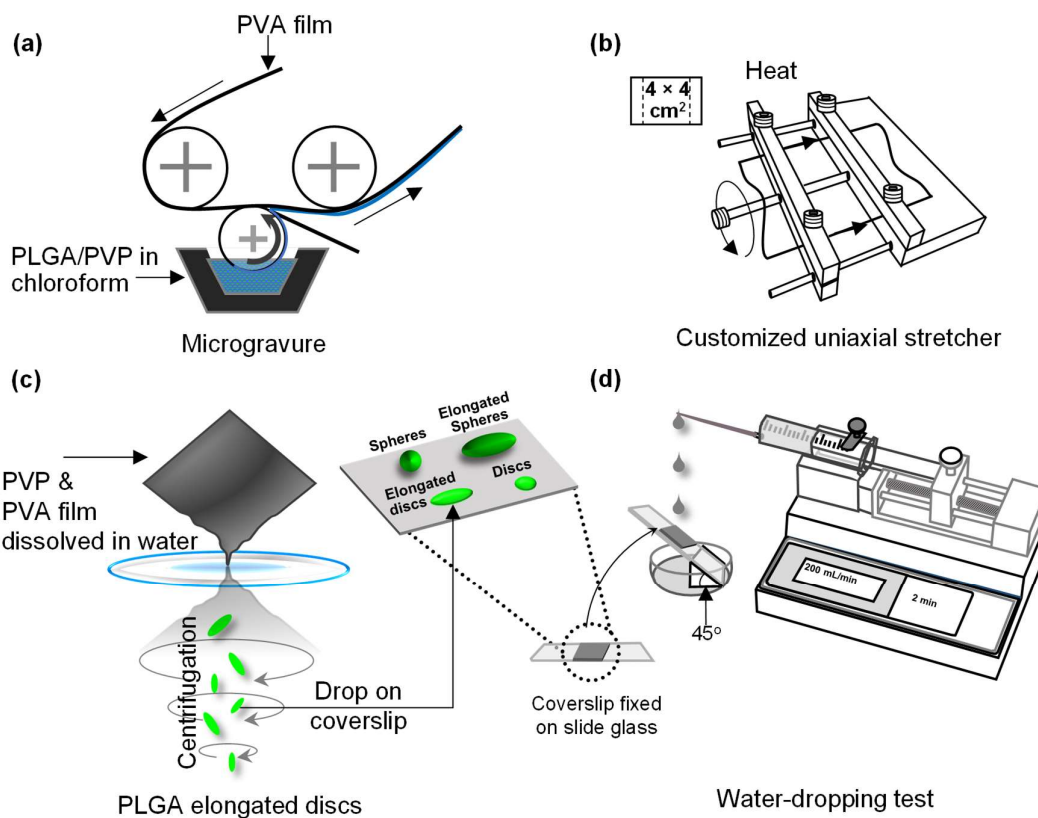 (a)
PVA film
PLGA/PVP in
chloroform
Microgravure
(b)
Heat
4 × 4
cm²
Customized uniaxial stretcher
(c)
PVP &
PVA film
dissolved in water
Centrifugation
Drop on
coverslip
PLGA elongated discs
Spheres
Elongated
Spheres
Elongated
discs
Discs
Coverslip fixed
on slide glass
(d)
45º
200 mL/min
2 min
Water-dropping test